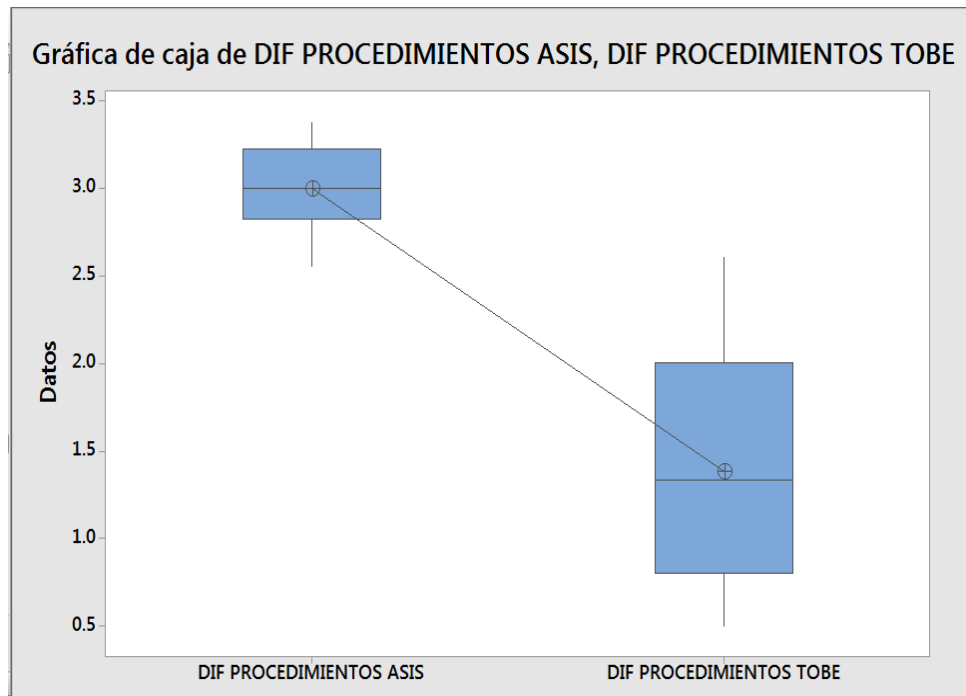 Gráfica de caja de DIF PROCEDIMIENTOS ASIS, DIF PROCEDIMIENTOS TOBE
3.5
3.0
2.5
2.0
1.5
1.0
0.5
Datos
DIF PROCEDIMIENTOS ASIS
DIF PROCEDIMIENTOS TOBE